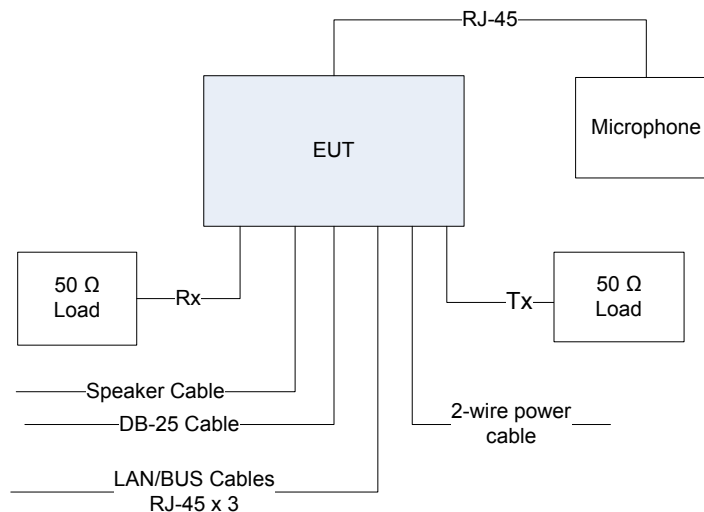 RJ-45
EUT
Microphone
50 Ω
Load
Rx
Tx
50 Ω
Load
Speaker Cable
DB-25 Cable
2-wire power
cable
LAN/BUS Cables
RJ-45 x 3